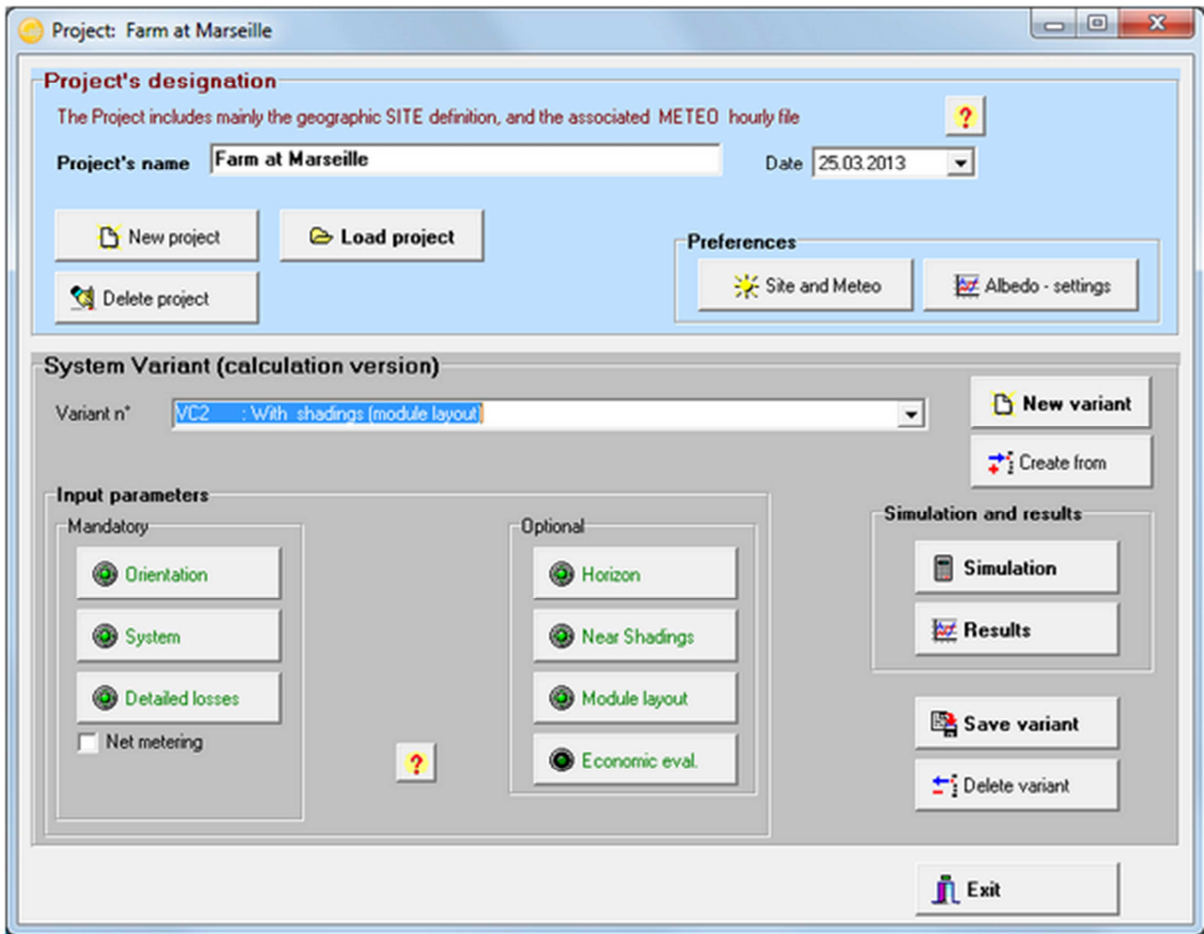 Project: Farm at Marseille
Project's designation
The Project includes mainly the geographic SITE definition, and the associated METEO hourly file
?
Project's name
Farm at Marseille
Date
25.03.2013
New project
Load project
Delete project
Preferences
Site and Meteo
Albedo - settings
System Variant (calculation version)
Variant n°
VC2 : With shadings (module layout)
New variant
Create from
Input parameters
Mandatory
Orientation
System
Detailed losses
Net metering
?
Optional
Horizon
Near Shadings
Module layout
Economic eval.
Simulation and results
Simulation
Results
Save variant
Delete variant
Exit